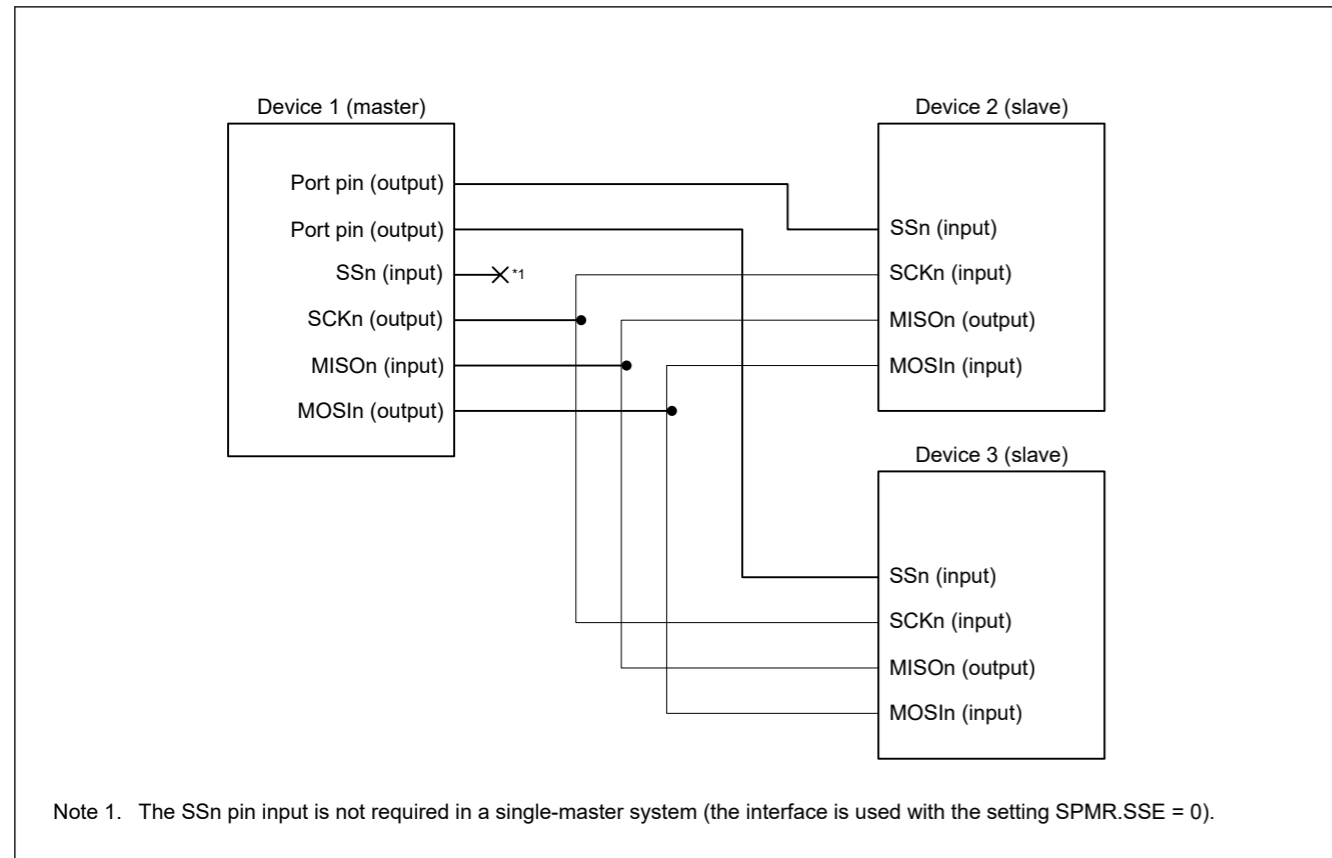 Device 1 (master)
Port pin (output)
Port pin (output)
SSn (input)
*1
SCKn (output)
MISOn (input)
MOSIn (output)
Device 2 (slave)
SSn (input)
SCKn (input)
MISOn (output)
MOSIn (input)
Device 3 (slave)
SSn (input)
SCKn (input)
MISOn (output)
MOSIn (input)
Note 1. The SSn pin input is not required in a single-master system (the interface is used with the setting SPMR.SSE = 0).